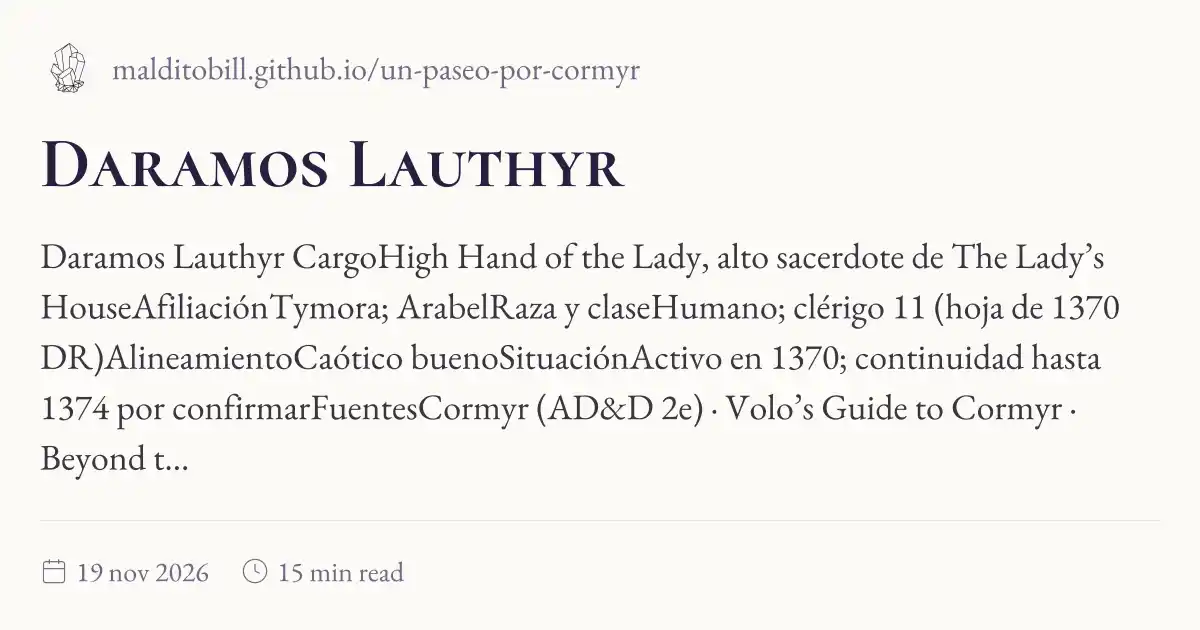 malditobill.github.io/un-paseo-por-cormyr
Daramos Lauthyr
Daramos Lauthyr CargoHigh Hand of the Lady, alto sacerdote de The Lady’s
HouseAfiliaciónTymora; ArabelRaza y claseHumano; clérigo 11 (hoja de 1370
DR)AlineamientoCaótico buenoSituaciónActivo en 1370; continuidad hasta
1374 por confirmarFuentesCormyr (AD&D 2e) · Volo’s Guide to Cormyr ·
Beyond t...
19 nov 2026 15 min read